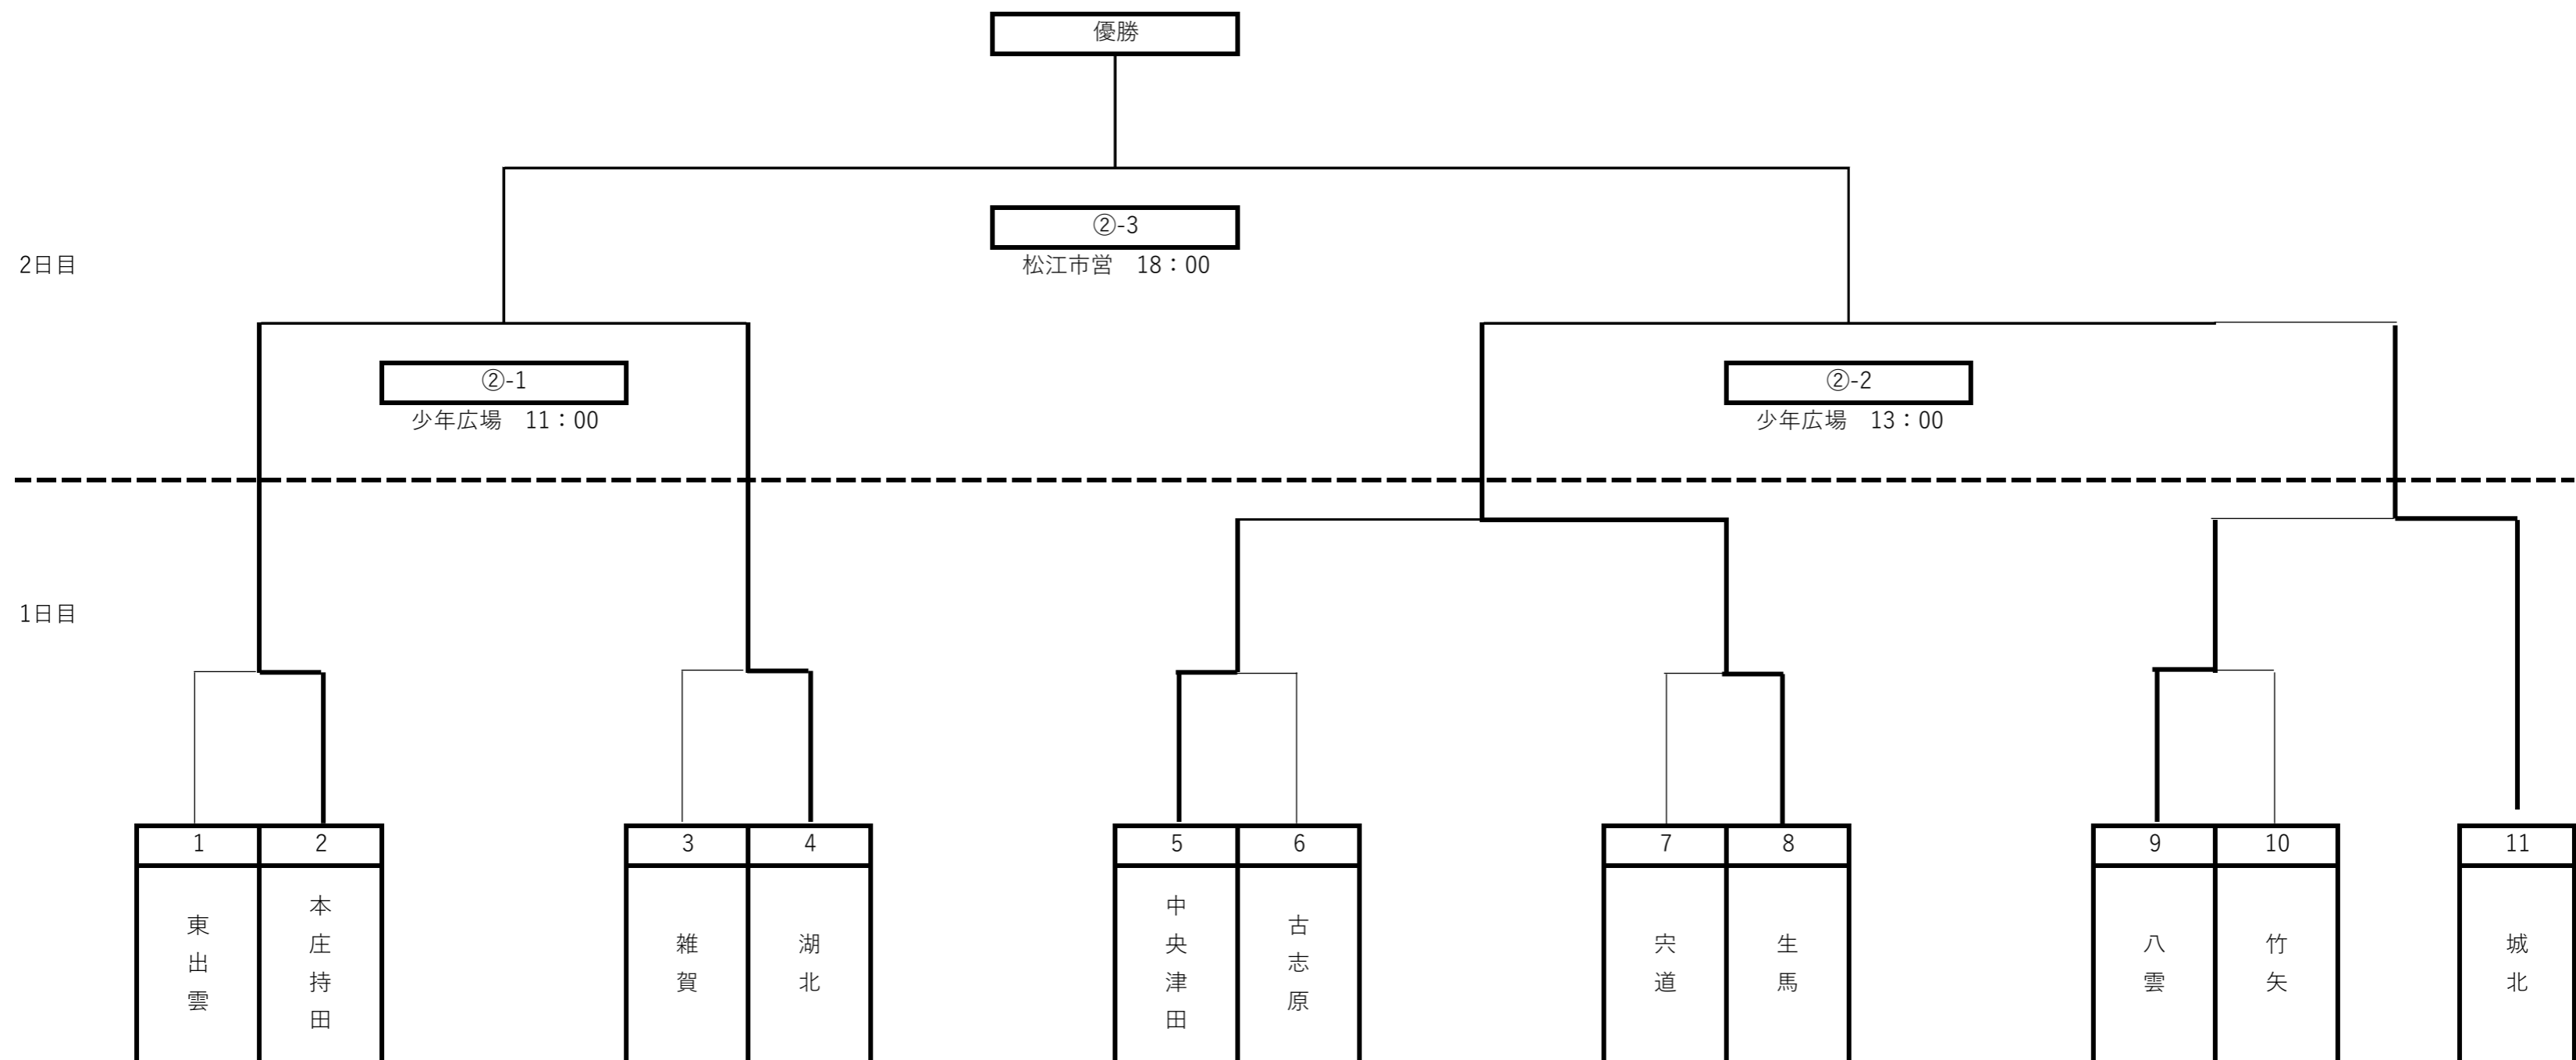 優勝
②-3
松江市営　18：00
2日目
②-1
少年広場　11：00
②-2
少年広場　13：00
1日目
1
2
3
4
5
6
7
8
9
10
11
東出雲
本庄持田
雑賀
湖北
中央津田
古志原
宍道
生馬
八雲
竹矢
城北